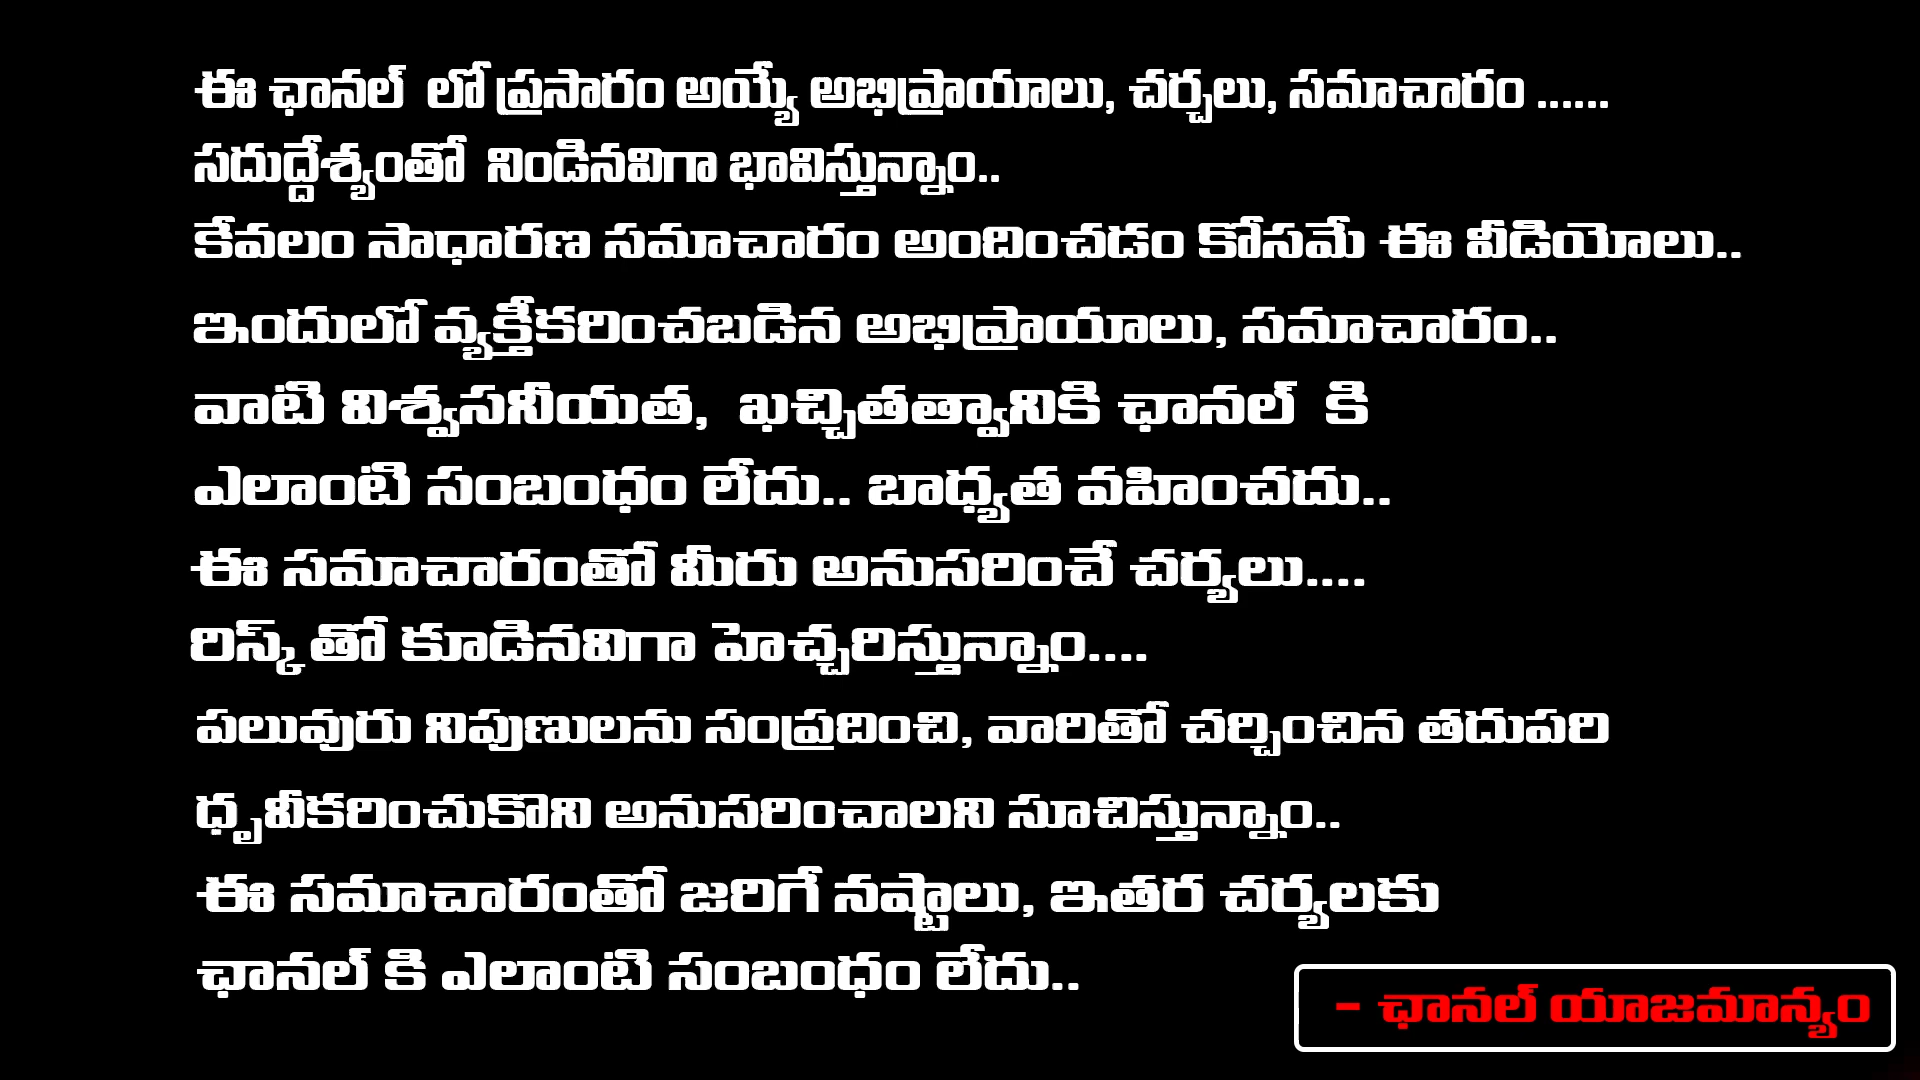 ఈ ఛానల్ లో ప్రసారం అయ్యే అభిప్రాయాలు, చర్చలు, సమాచారం ......
సదుద్దేశ్యంతో నిండినవిగా భావిస్తున్నాం..
కేవలం సాధారణ సమాచారం అందించడం కోసమే ఈ వీడియోలు..
ఇందులో వ్యక్తీకరించబడిన అభిప్రాయాలు, సమాచారం..
వాటి విశ్వసనీయత, ఖచ్చితత్వానికి ఛానల్ కి
ఎలాంటి సంబంధం లేదు.. బాధ్యత వహించదు..
ఈ సమాచారంతో మీరు అనుసరించే చర్యలు....
రిస్క్ తో కూడినవిగా హెచ్చరిస్తున్నాం....
పలువురు నిపుణులను సంప్రదించి, వారితో చర్చించిన తదుపరి
ధృవీకరించుకొని అనుసరించాలని సూచిస్తున్నాం..
ఈ సమాచారంతో జరిగే నష్టాలు, ఇతర చర్యలకు
ఛానల్ కి ఎలాంటి సంబంధం లేదు..
- ఛానల్ యాజమాన్యం